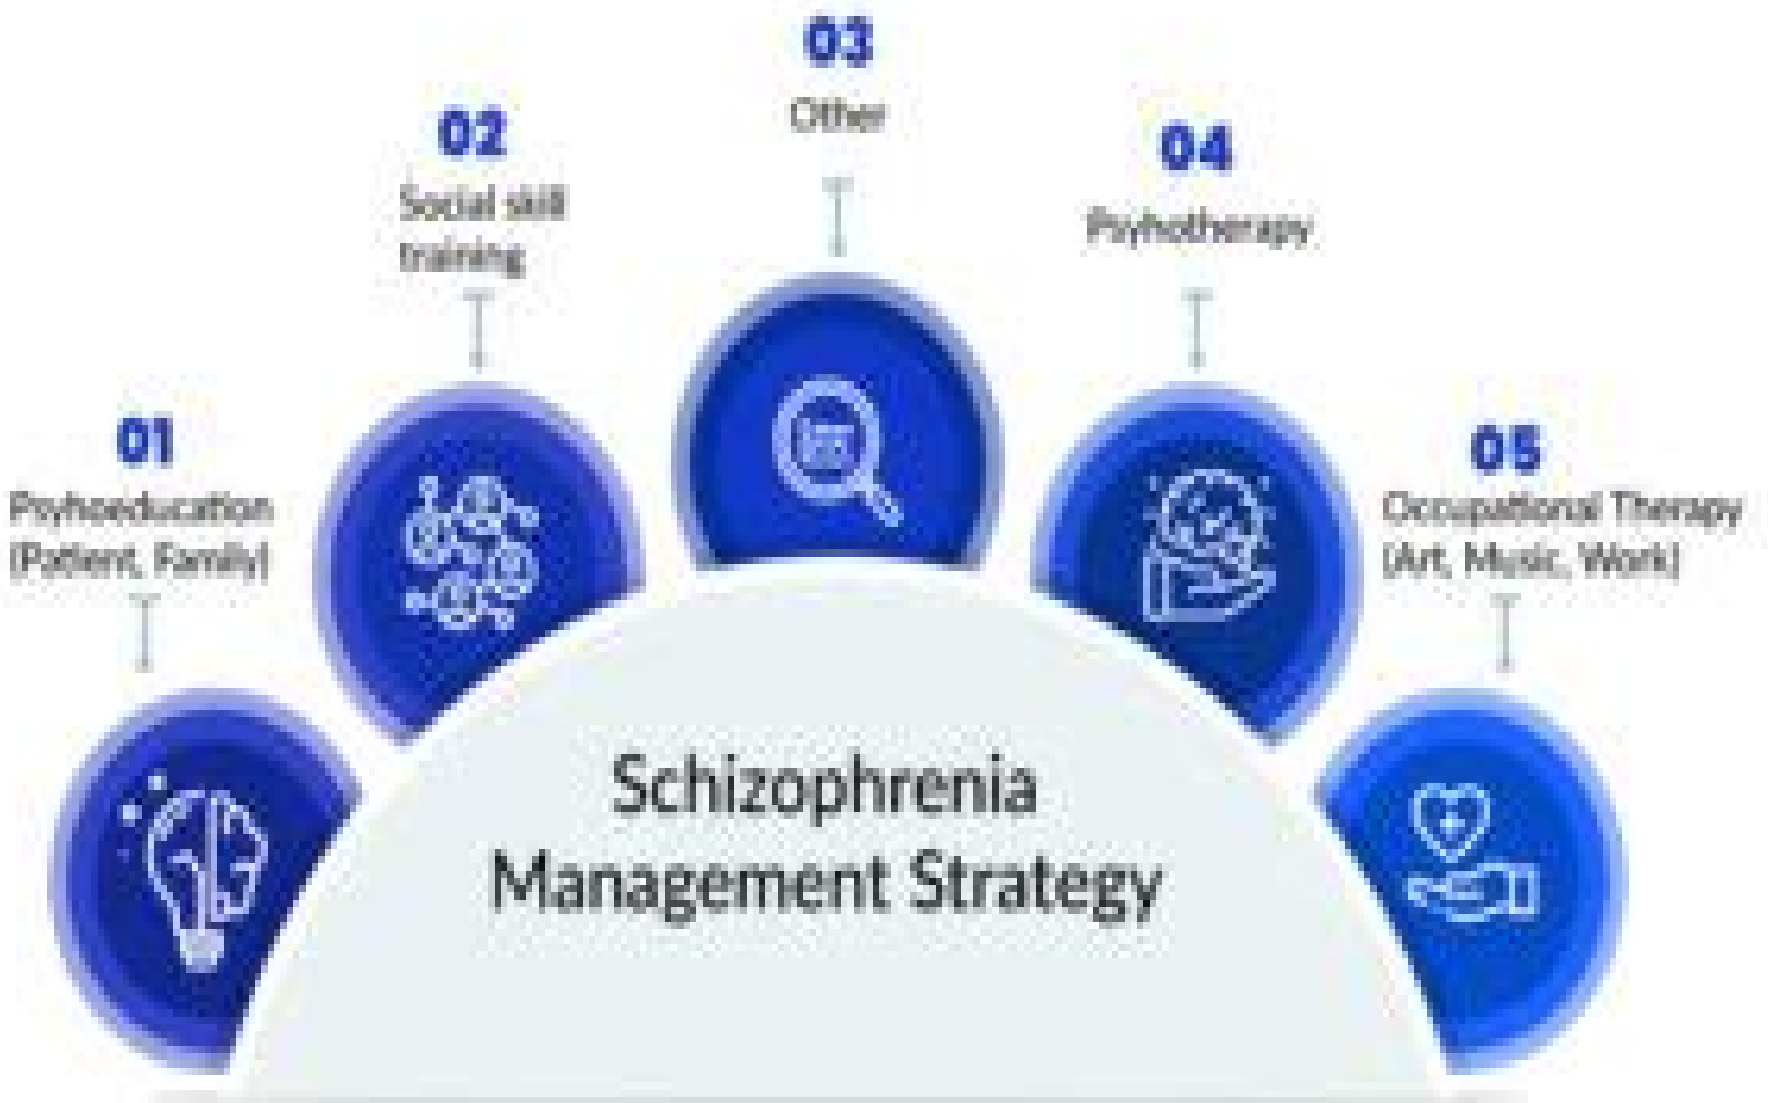 01
Psyhoeducation
(Patient, Family)
02
Social skill
training
03
Other
04
Psyhotherapy
05
Occupational Therapy
(Art, Music, Work)
Schizophrenia
Management Strategy